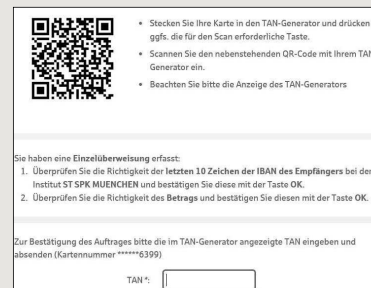 • Stecken Sie Ihre Karte in den TAN-Generator und drücken
ggfs. die für den Scan erforderliche Taste.
• Scannen Sie den nebenstehenden QR-Code mit Ihrem TAN
Generator ein.
• Beachten Sie bitte die Anzeige des TAN-Generators
Sie haben eine Einzelüberweisung erfasst:
1. Überprüfen Sie die Richtigkeit der letzten 10 Zeichen der IBAN des Empfängers bei dem
Institut ST SPK MUENCHEN und bestätigen Sie diese mit der Taste OK.
2. Überprüfen Sie die Richtigkeit des Betrags und bestätigen Sie diesen mit der Taste OK.
Zur Bestätigung des Auftrages bitte die im TAN-Generator angezeigte TAN eingeben und
absenden (Kartennummer ******6399)
TAN*: